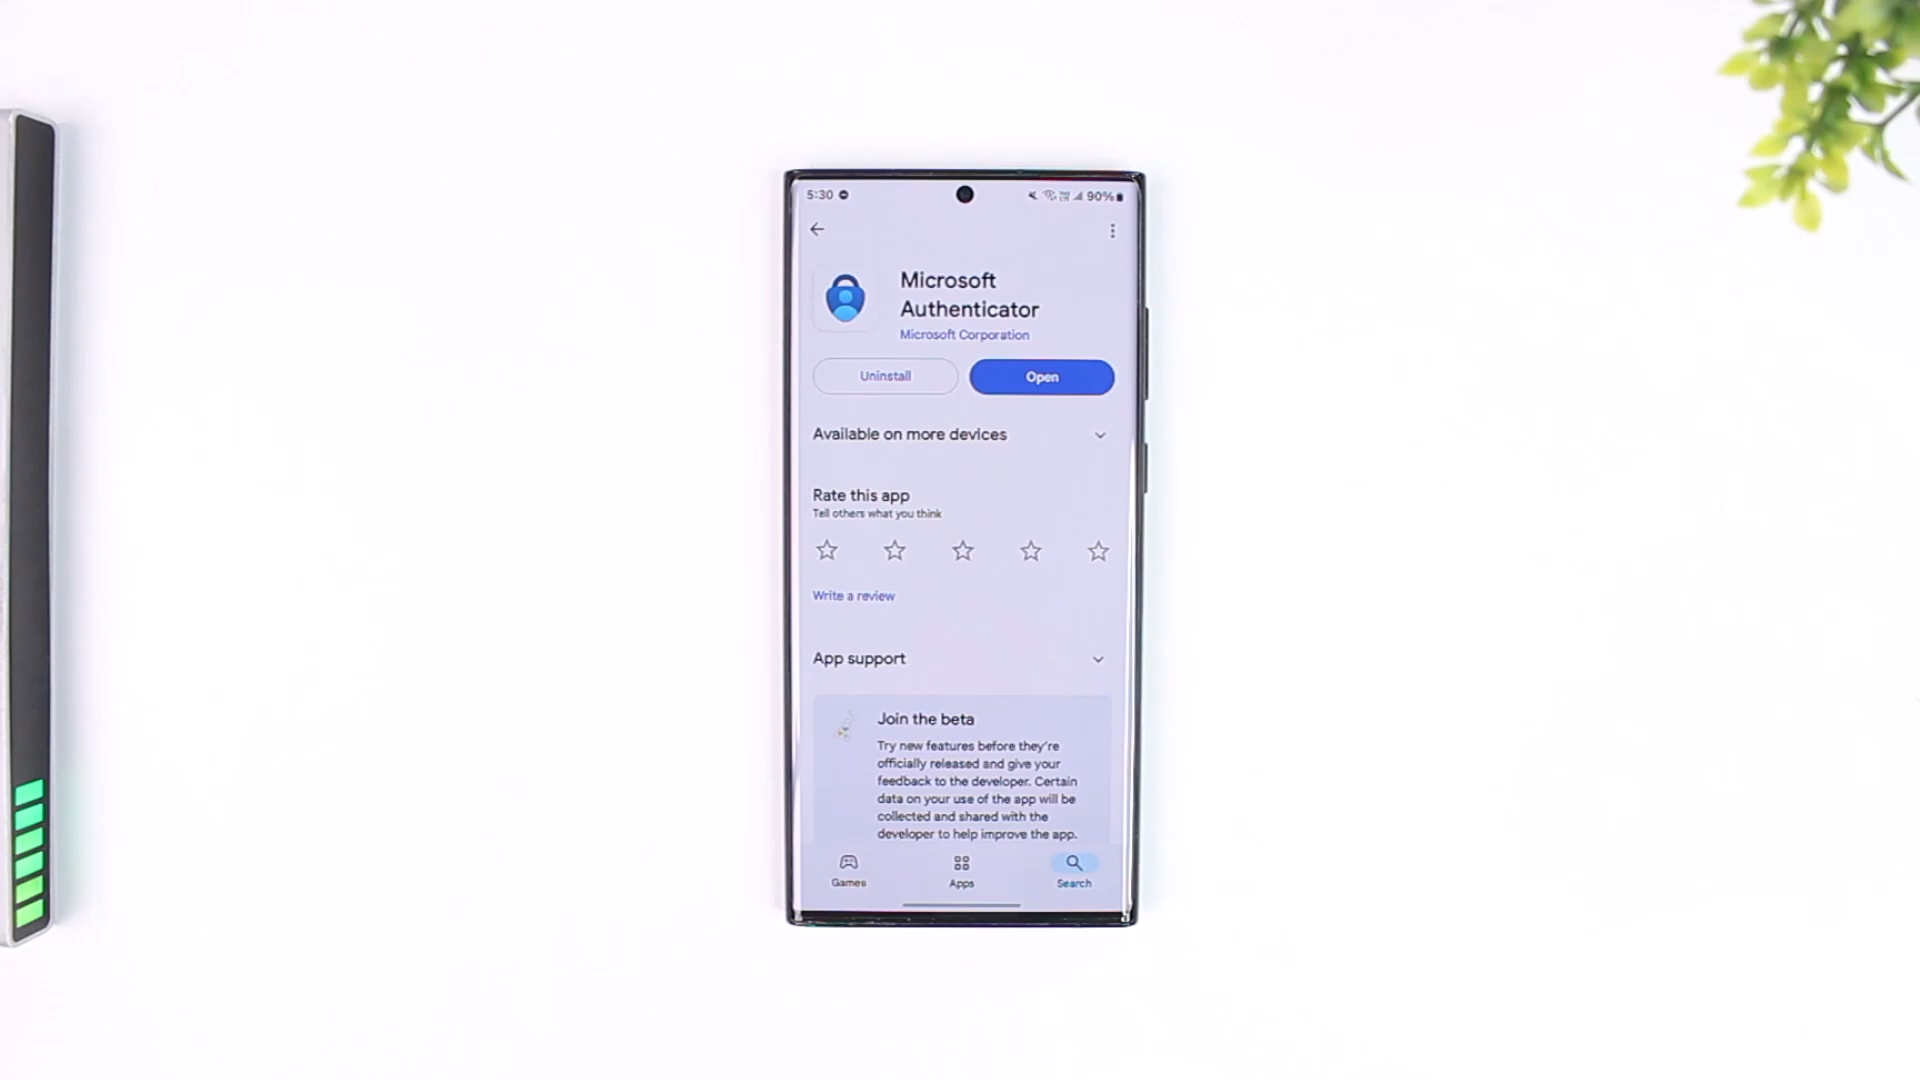 5:30
90%
Microsoft
Authenticator
Microsoft Corporation
Uninstall
Open
Available on more devices
Rate this app
Tell others what you think
Write a review
App support
Join the beta
Try new features before they're
officially released and give your
feedback to the developer. Certain
data on your use of the app will be
collected and shared with the
developer to help improve the app.
Games
Apps
Search